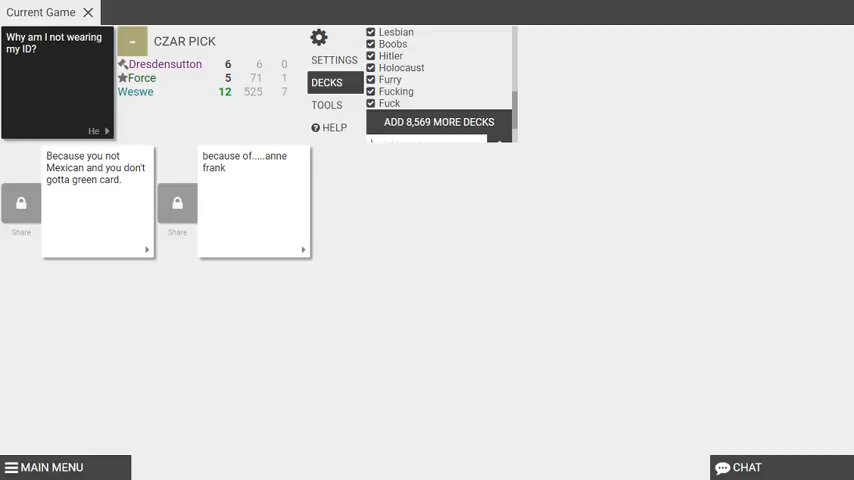 Current Game
Why am I not wearing
my ID?
He
-
CZAR PICK
Dresdensutton 6 6 0
Force 5 71 1
Weswe 12 525 7
SETTINGS
DECKS
TOOLS
HELP
Lesbian
Boobs
Hitler
Holocaust
Furry
Fucking
Fuck
ADD 8,569 MORE DECKS
Because you not
Mexican and you don't
gotta green card.
Share
because of.....anne
frank
Share
MAIN MENU
CHAT